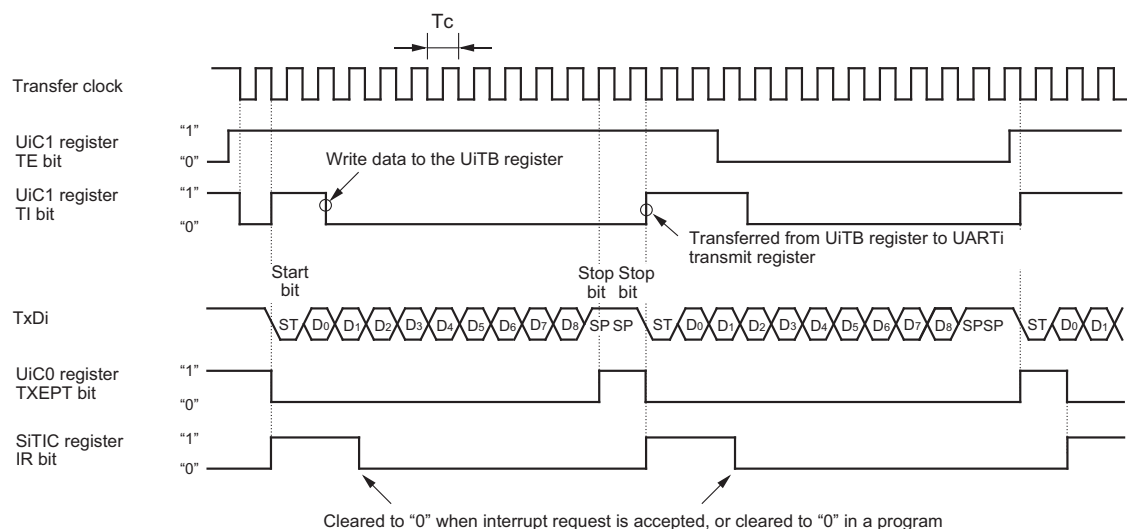 Tc
Transfer clock
UiC1 register
TE bit
“1”
“0”
Write data to the UiTB register
UiC1 register
TI bit
“1”
“0”
Transferred from UiTB register to UARTi
transmit register
Start
bit
Stop
bit
Stop
bit
TxDi
ST D0 D1 D2 D3 D4 D5 D6 D7 D8 SP SP ST D0 D1 D2 D3 D4 D5 D6 D7 D8 SPSP ST D0 D1
UiC0 register
TXEPT bit
“1”
“0”
SiTIC register
IR bit
“1”
“0”
Cleared to “0” when interrupt request is accepted, or cleared to “0” in a program